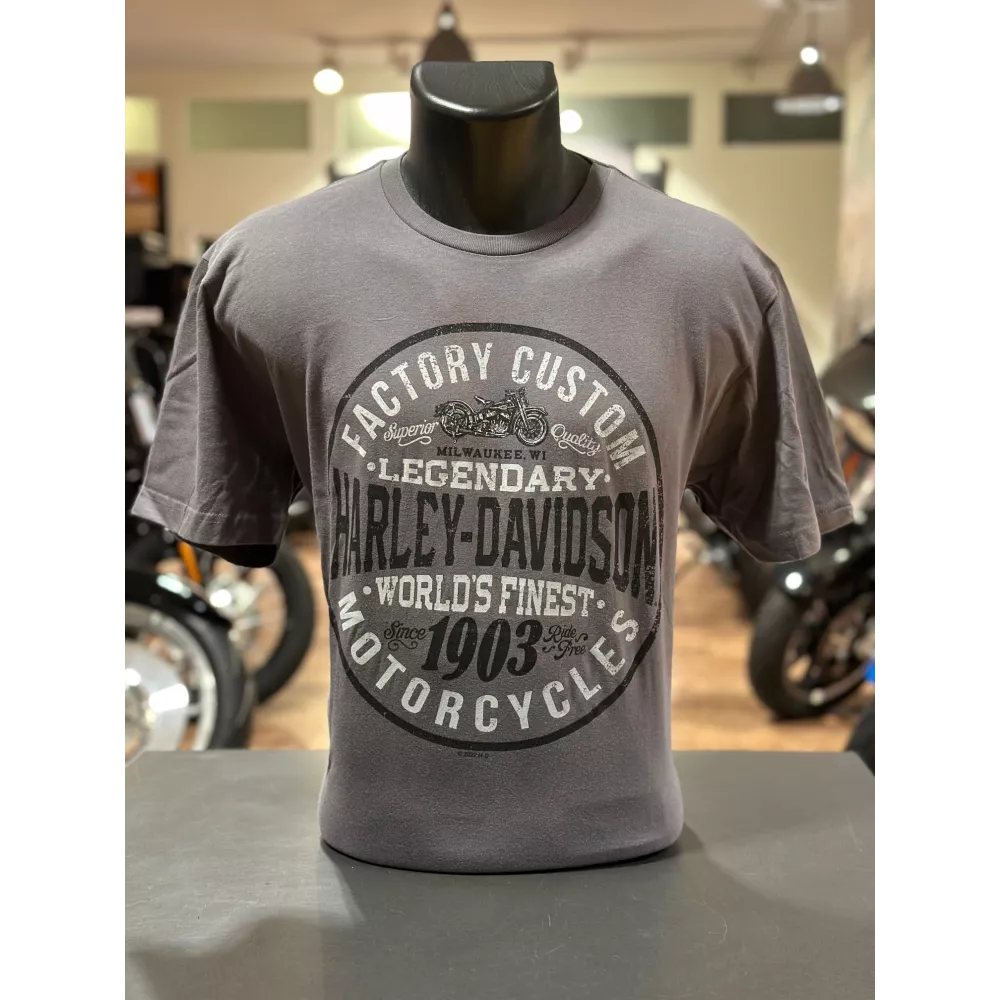 FACTORY CUSTOM
Superior Quality
MILWAUKEE, WI
•LEGENDARY•
HARLEY-DAVIDSON
•WORLD'S FINEST•
Since 1903 Ride Free
MOTORCYCLES